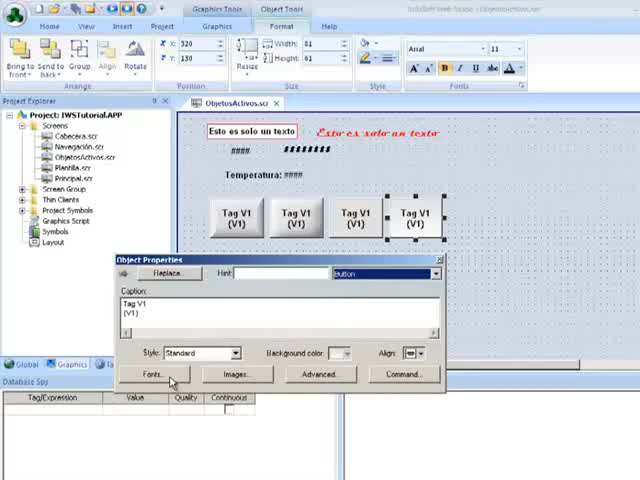 Graphics Tools
Object Tools
Home
View
Insert
Project
Graphics
Format
Help
X: 320
Width: 61
Arial
11
Bring to front
Send to back
Group
Align
Rotate
Y: 130
Resize
Height: 61
Arrange
Position
Size
Style
Fonts
Project Explorer
ObjetosActivos.scr
Project: IWSTutorial.APP
Screens
Cabecera.scr
Navegación.scr
ObjetosActivos.scr
Plantilla.scr
Principal.scr
Screen Group
Thin Clients
Project Symbols
Graphics Script
Symbols
Layout
Esto es solo un texto
Esto es solo un texto
####
########
Temperatura: ####
Tag V1 Tag V1 Tag V1 Tag V1
(V1) (V1) (V1) (V1)
Object Properties
Replace...
Hint:
Button
Caption:
Tag V1
{V1}
Style: Standard
Background color:
Align:
Fonts...
Images...
Advanced...
Command...
Global
Graphics
Database Spy
Tag/Expression
Value
Quality
Continuous